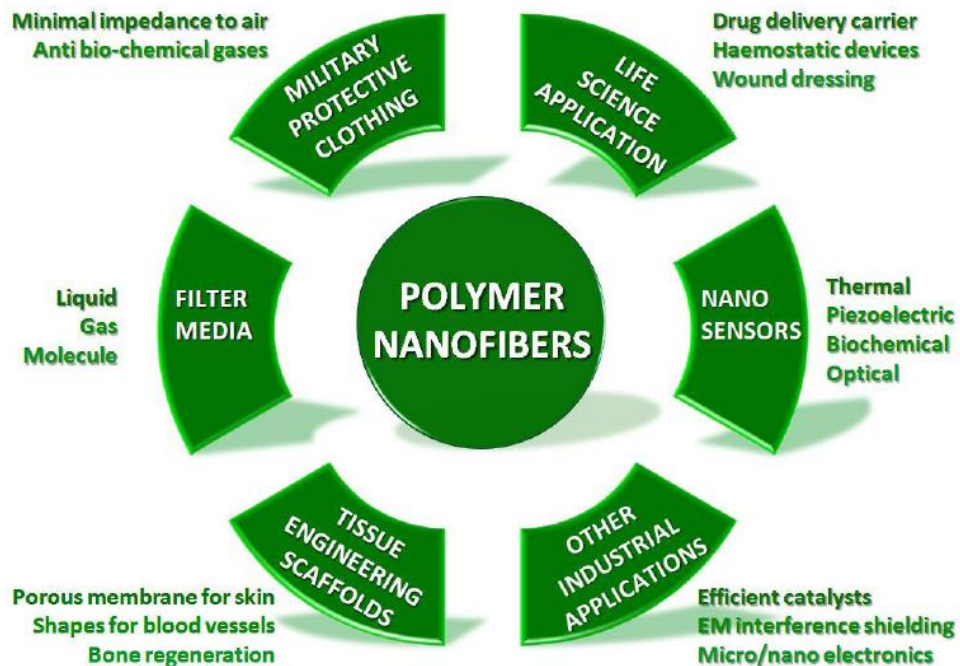 Minimal impedance to air
Anti bio-chemical gases
MILITARY
PROTECTIVE
CLOTHING
LIFE
SCIENCE
APPLICATION
Drug delivery carrier
Haemostatic devices
Wound dressing
Liquid
Gas
Molecule
FILTER
MEDIA
POLYMER
NANOFIBERS
NANO
SENSORS
Thermal
Piezoelectric
Biochemical
Optical
Porous membrane for skin
Shapes for blood vessels
Bone regeneration
TISSUE
ENGINEERING
SCAFFOLDS
OTHER
INDUSTRIAL
APPLICATIONS
Efficient catalysts
EM interference shielding
Micro/nano electronics